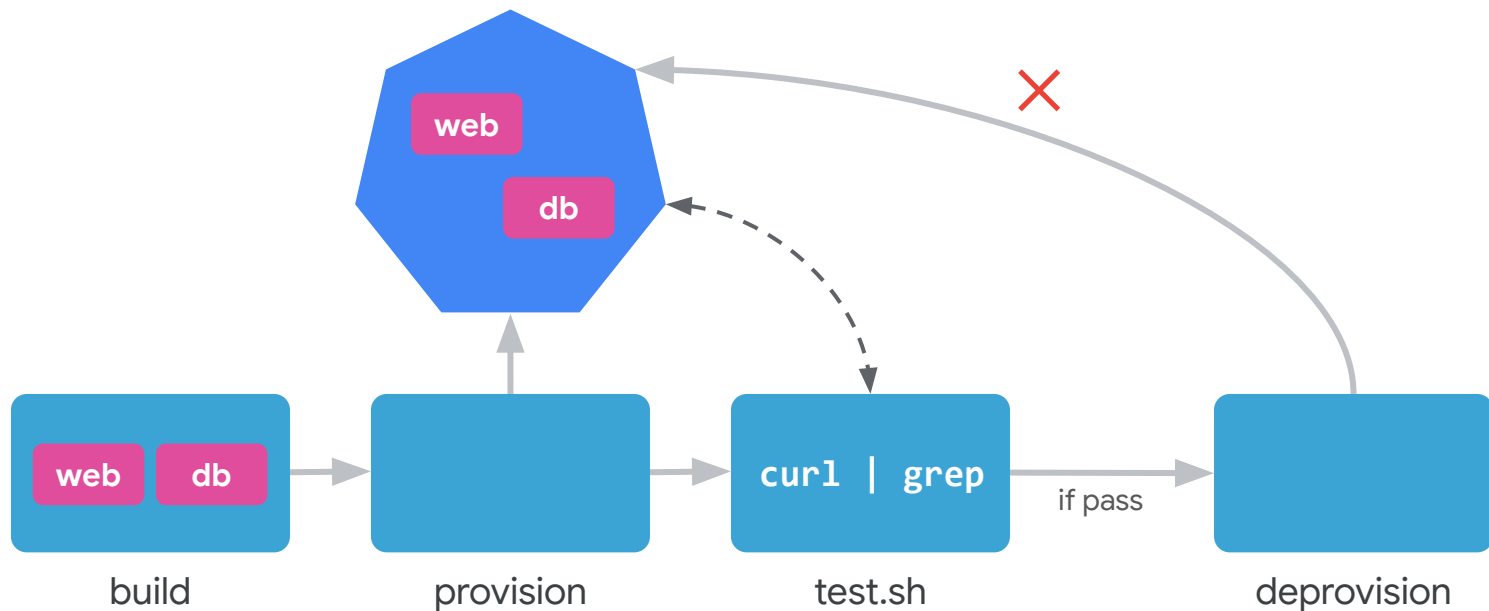 web
db
web
db
curl | grep
if pass
build
provision
test.sh
deprovision